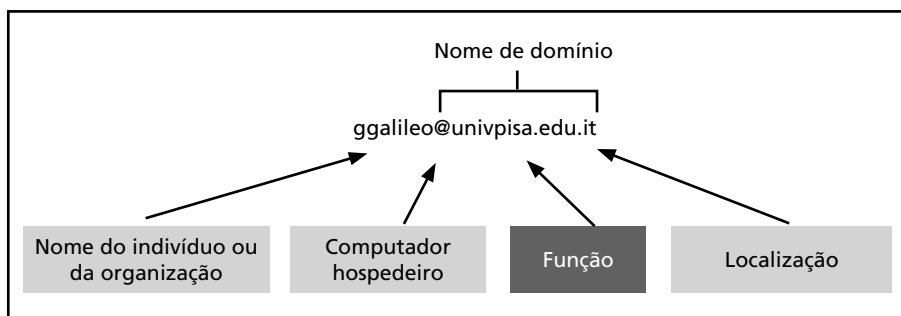 Nome de domínio
ggalileo@univpisa.edu.it
Nome do indivíduo ou
da organização
Computador
hospedeiro
Função
Localização